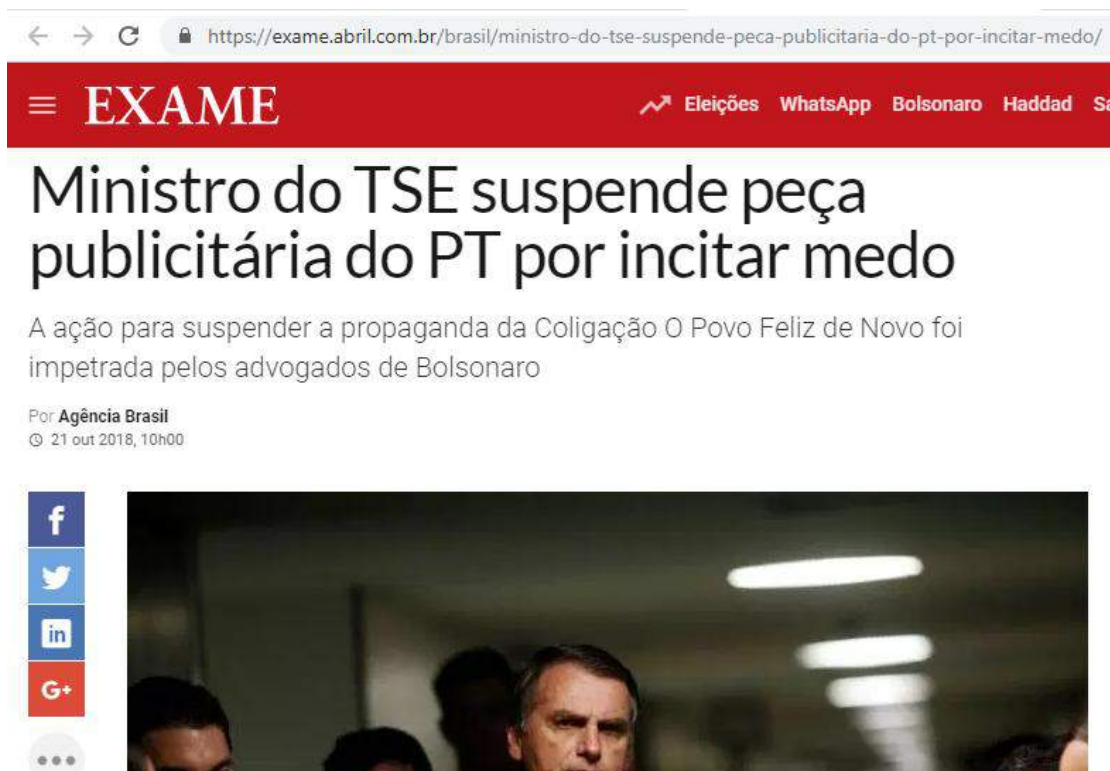 https://exame.abril.com.br/brasil/ministro-do-tse-suspende-peca-publicitaria-do-pt-por-incitar-medo/
EXAME
Eleições WhatsApp Bolsonaro Haddad
Ministro do TSE suspende peça
publicitária do PT por incitar medo
A ação para suspender a propaganda da Coligação O Povo Feliz de Novo foi
impetrada pelos advogados de Bolsonaro
Por Agência Brasil
21 out 2018, 10h00
f
in
G+